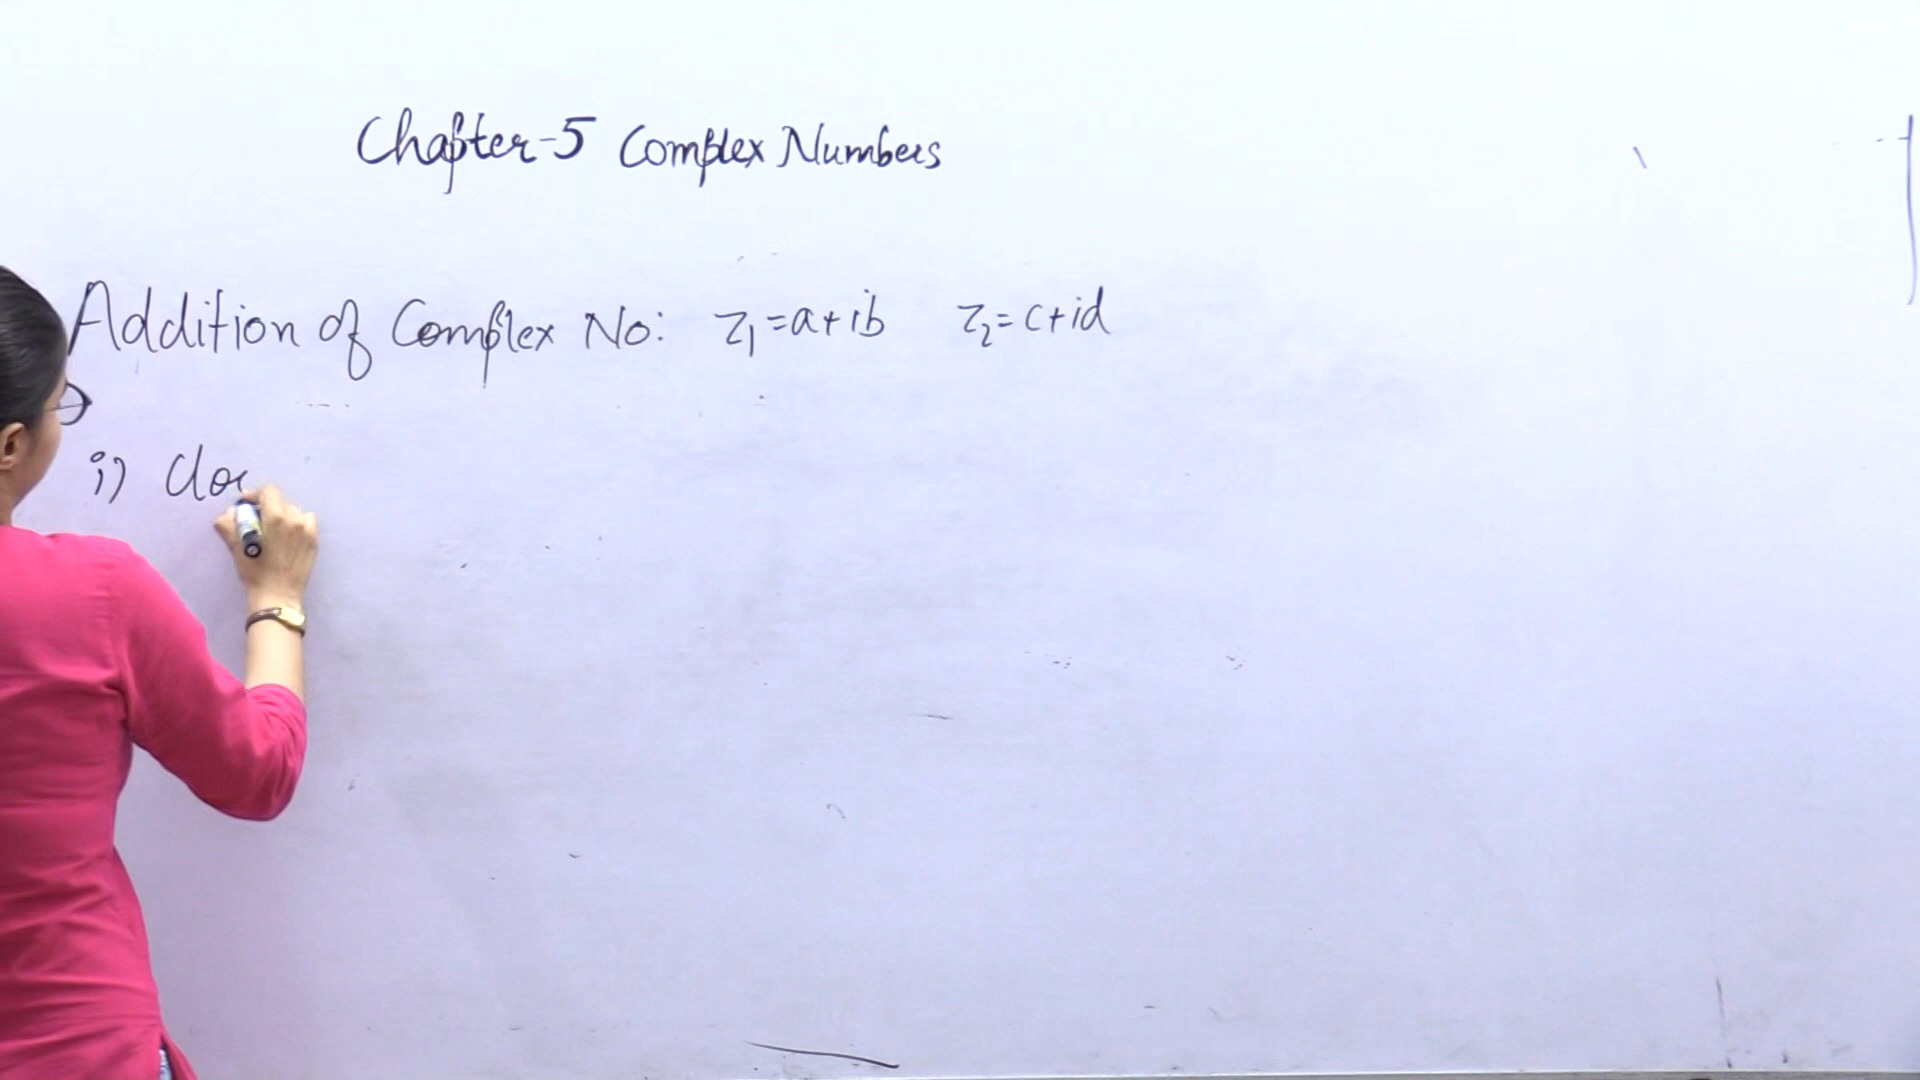 Chapter-5 Complex Numbers
Addition of Complex No: z₁=a+ib z₂=c+id
i) Clo